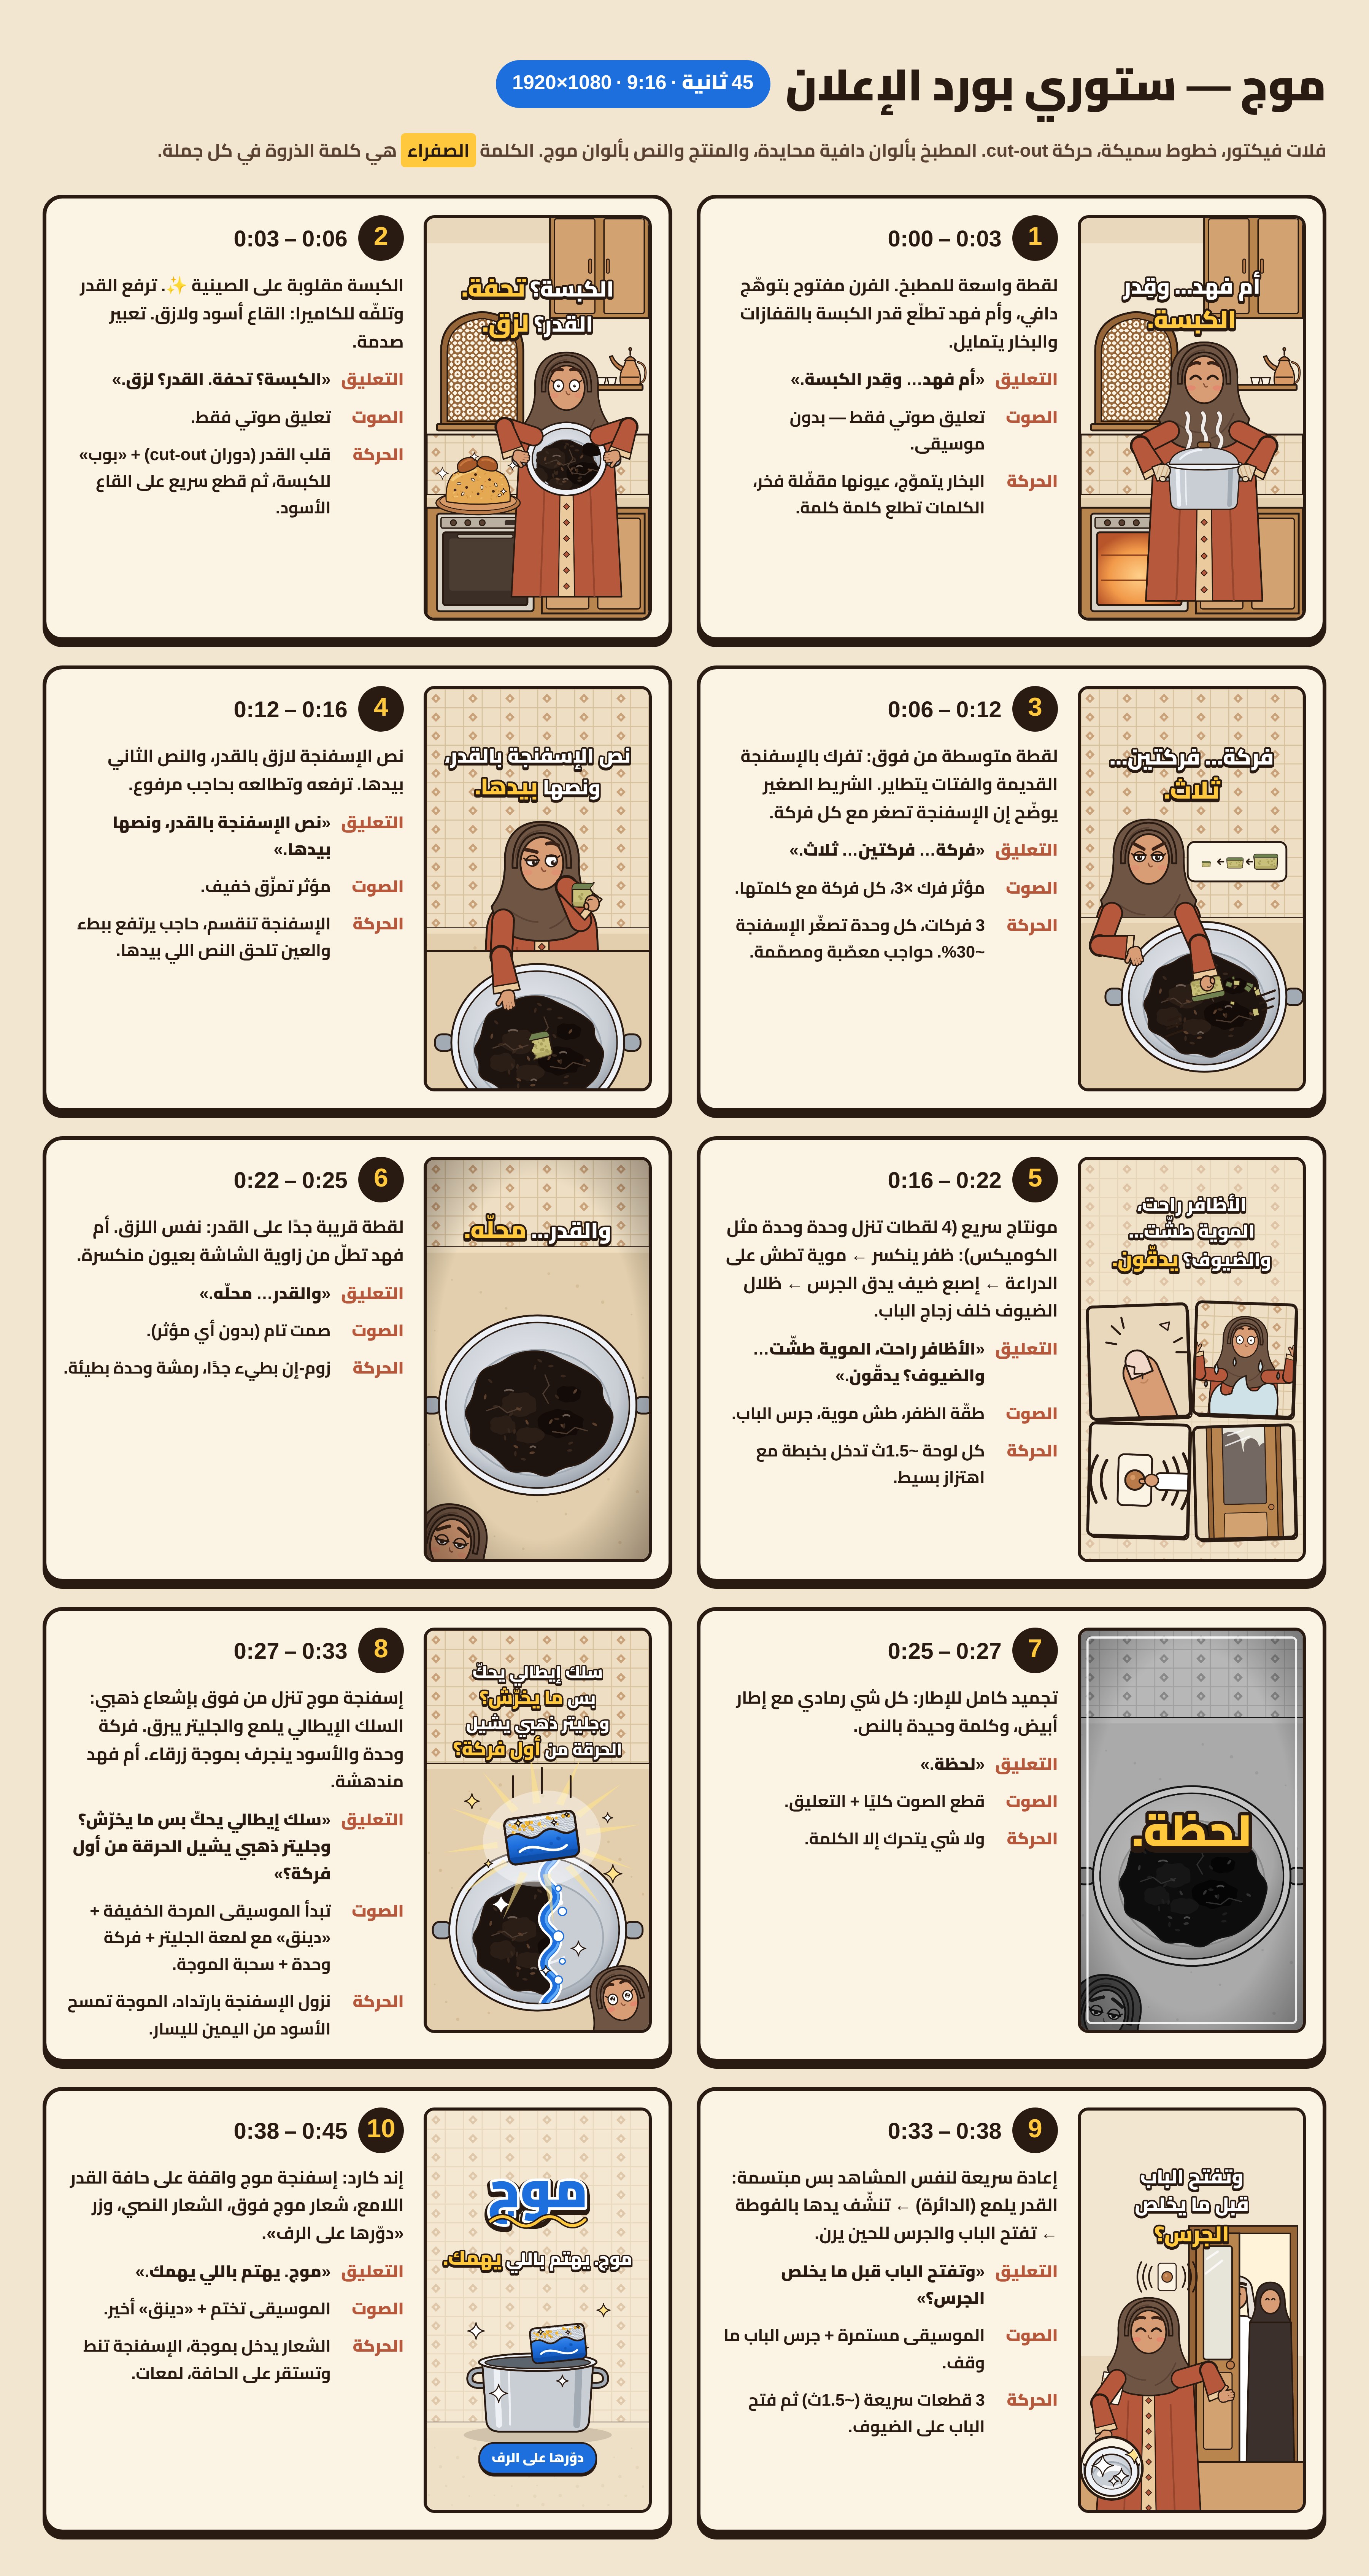 موج — ستوري بورد الإعلان
45 ثانية · 9:16 · 1080×1920
فلات فيكتور، خطوط سميكة، حركة cut-out. المطبخ بألوان دافية محايدة، والمنتج والنص بألوان موج. الكلمة الصفراء هي كلمة الذروة في كل جملة.
أم فهد... وقِدر
الكبسة.
1
0:00 – 0:03
لقطة واسعة للمطبخ. الفرن مفتوح بتوهّج
دافي، وأم فهد تطلّع قدر الكبسة بالقفازات
والبخار يتمايل.
التعليق «أم فهد… وقِدر الكبسة.»
الصوت تعليق صوتي فقط — بدون
موسيقى.
الحركة البخار يتموّج، عيونها مقفّلة فخر،
الكلمات تطلع كلمة كلمة.
الكبسة؟ تحفة.
القدر؟ لزق.
2
0:03 – 0:06
الكبسة مقلوبة على الصينية ✨. ترفع القدر
وتلفّه للكاميرا: القاع أسود ولازق. تعبير
صدمة.
التعليق «الكبسة؟ تحفة. القدر؟ لزق.»
الصوت تعليق صوتي فقط.
الحركة قلب القدر (دوران cut-out) + «بوب»
للكبسة، ثم قطع سريع على القاع
الأسود.
فركة... فركتين...
ثلاث.
3
0:06 – 0:12
لقطة متوسطة من فوق: تفرك بالإسفنجة
القديمة والفتات يتطاير. الشريط الصغير
يوضّح إن الإسفنجة تصغر مع كل فركة.
التعليق «فركة… فركتين… ثلاث.»
الصوت مؤثر فرك ×3، كل فركة مع كلمتها.
الحركة 3 فركات، كل وحدة تصغّر الإسفنجة
~30%. حواجب معصّبة ومصمّمة.
نص الإسفنجة بالقدر،
ونصها بيدها.
4
0:12 – 0:16
نص الإسفنجة لازق بالقدر، والنص الثاني
بيدها. ترفعه وتطالعه بحاجب مرفوع.
التعليق «نص الإسفنجة بالقدر، ونصها
بيدها.»
الصوت مؤثر تمزّق خفيف.
الحركة الإسفنجة تنقسم، حاجب يرتفع ببطء
والعين تلحق النص اللي بيدها.
الأظافر راحت،
الموية طشّت...
والضيوف؟ يدقّون.
5
0:16 – 0:22
مونتاج سريع (4 لقطات تنزل وحدة وحدة مثل
الكوميكس): ظفر ينكسر ← موية تطش على
الدراعة ← إصبع ضيف يدق الجرس ← ظلال
الضيوف خلف زجاج الباب.
التعليق «الأظافر راحت، الموية طشّت…
والضيوف؟ يدقّون.»
الصوت طقّة الظفر، طش موية، جرس الباب.
الحركة كل لوحة ~1.5ث تدخل بخبطة مع
اهتزاز بسيط.
والقدر... محلّه.
6
0:22 – 0:25
لقطة قريبة جدًا على القدر: نفس اللزق. أم
فهد تطلّ من زاوية الشاشة بعيون منكسرة.
التعليق «والقدر… محلّه.»
الصوت صمت تام (بدون أي مؤثر).
الحركة زوم-إن بطيء جدًا، رمشة وحدة بطيئة.
لحظة.
7
0:25 – 0:27
تجميد كامل للإطار: كل شي رمادي مع إطار
أبيض، وكلمة وحيدة بالنص.
التعليق «لحظة.»
الصوت قطع الصوت كليًا + التعليق.
الحركة ولا شي يتحرك إلا الكلمة.
سلك إيطالي يحكّ
بس ما يخرّش؟
وجليتر ذهبي يشيل
الحرقة من أول فركة؟
8
0:27 – 0:33
إسفنجة موج تنزل من فوق بإشعاع ذهبي:
السلك الإيطالي يلمع والجليتر يبرق. فركة
وحدة والأسود ينجرف بموجة زرقاء. أم فهد
مندهشة.
التعليق «سلك إيطالي يحكّ بس ما يخرّش؟
وجليتر ذهبي يشيل الحرقة من أول
فركة؟»
الصوت تبدأ الموسيقى المرحة الخفيفة +
«دينق» مع لمعة الجليتر + فركة
وحدة + سحبة الموجة.
الحركة نزول الإسفنجة بارتداد، الموجة تمسح
الأسود من اليمين لليسار.
وتفتح الباب
قبل ما يخلص
الجرس؟
9
0:33 – 0:38
إعادة سريعة لنفس المشاهد بس مبتسمة:
القدر يلمع (الدائرة) ← تنشّف يدها بالفوطة
← تفتح الباب والجرس للحين يرن.
التعليق «وتفتح الباب قبل ما يخلص
الجرس؟»
الصوت الموسيقى مستمرة + جرس الباب ما
وقف.
الحركة 3 قطعات سريعة (~1.5ث) ثم فتح
الباب على الضيوف.
موج
موج. يهتم باللي يهمك.
دوّرها على الرف
10
0:38 – 0:45
إند كارد: إسفنجة موج واقفة على حافة القدر
اللامع، شعار موج فوق، الشعار النصي، وزر
«دوّرها على الرف».
التعليق «موج. يهتم باللي يهمك.»
الصوت الموسيقى تختم + «دينق» أخير.
الحركة الشعار يدخل بموجة، الإسفنجة تنط
وتستقر على الحافة، لمعات.